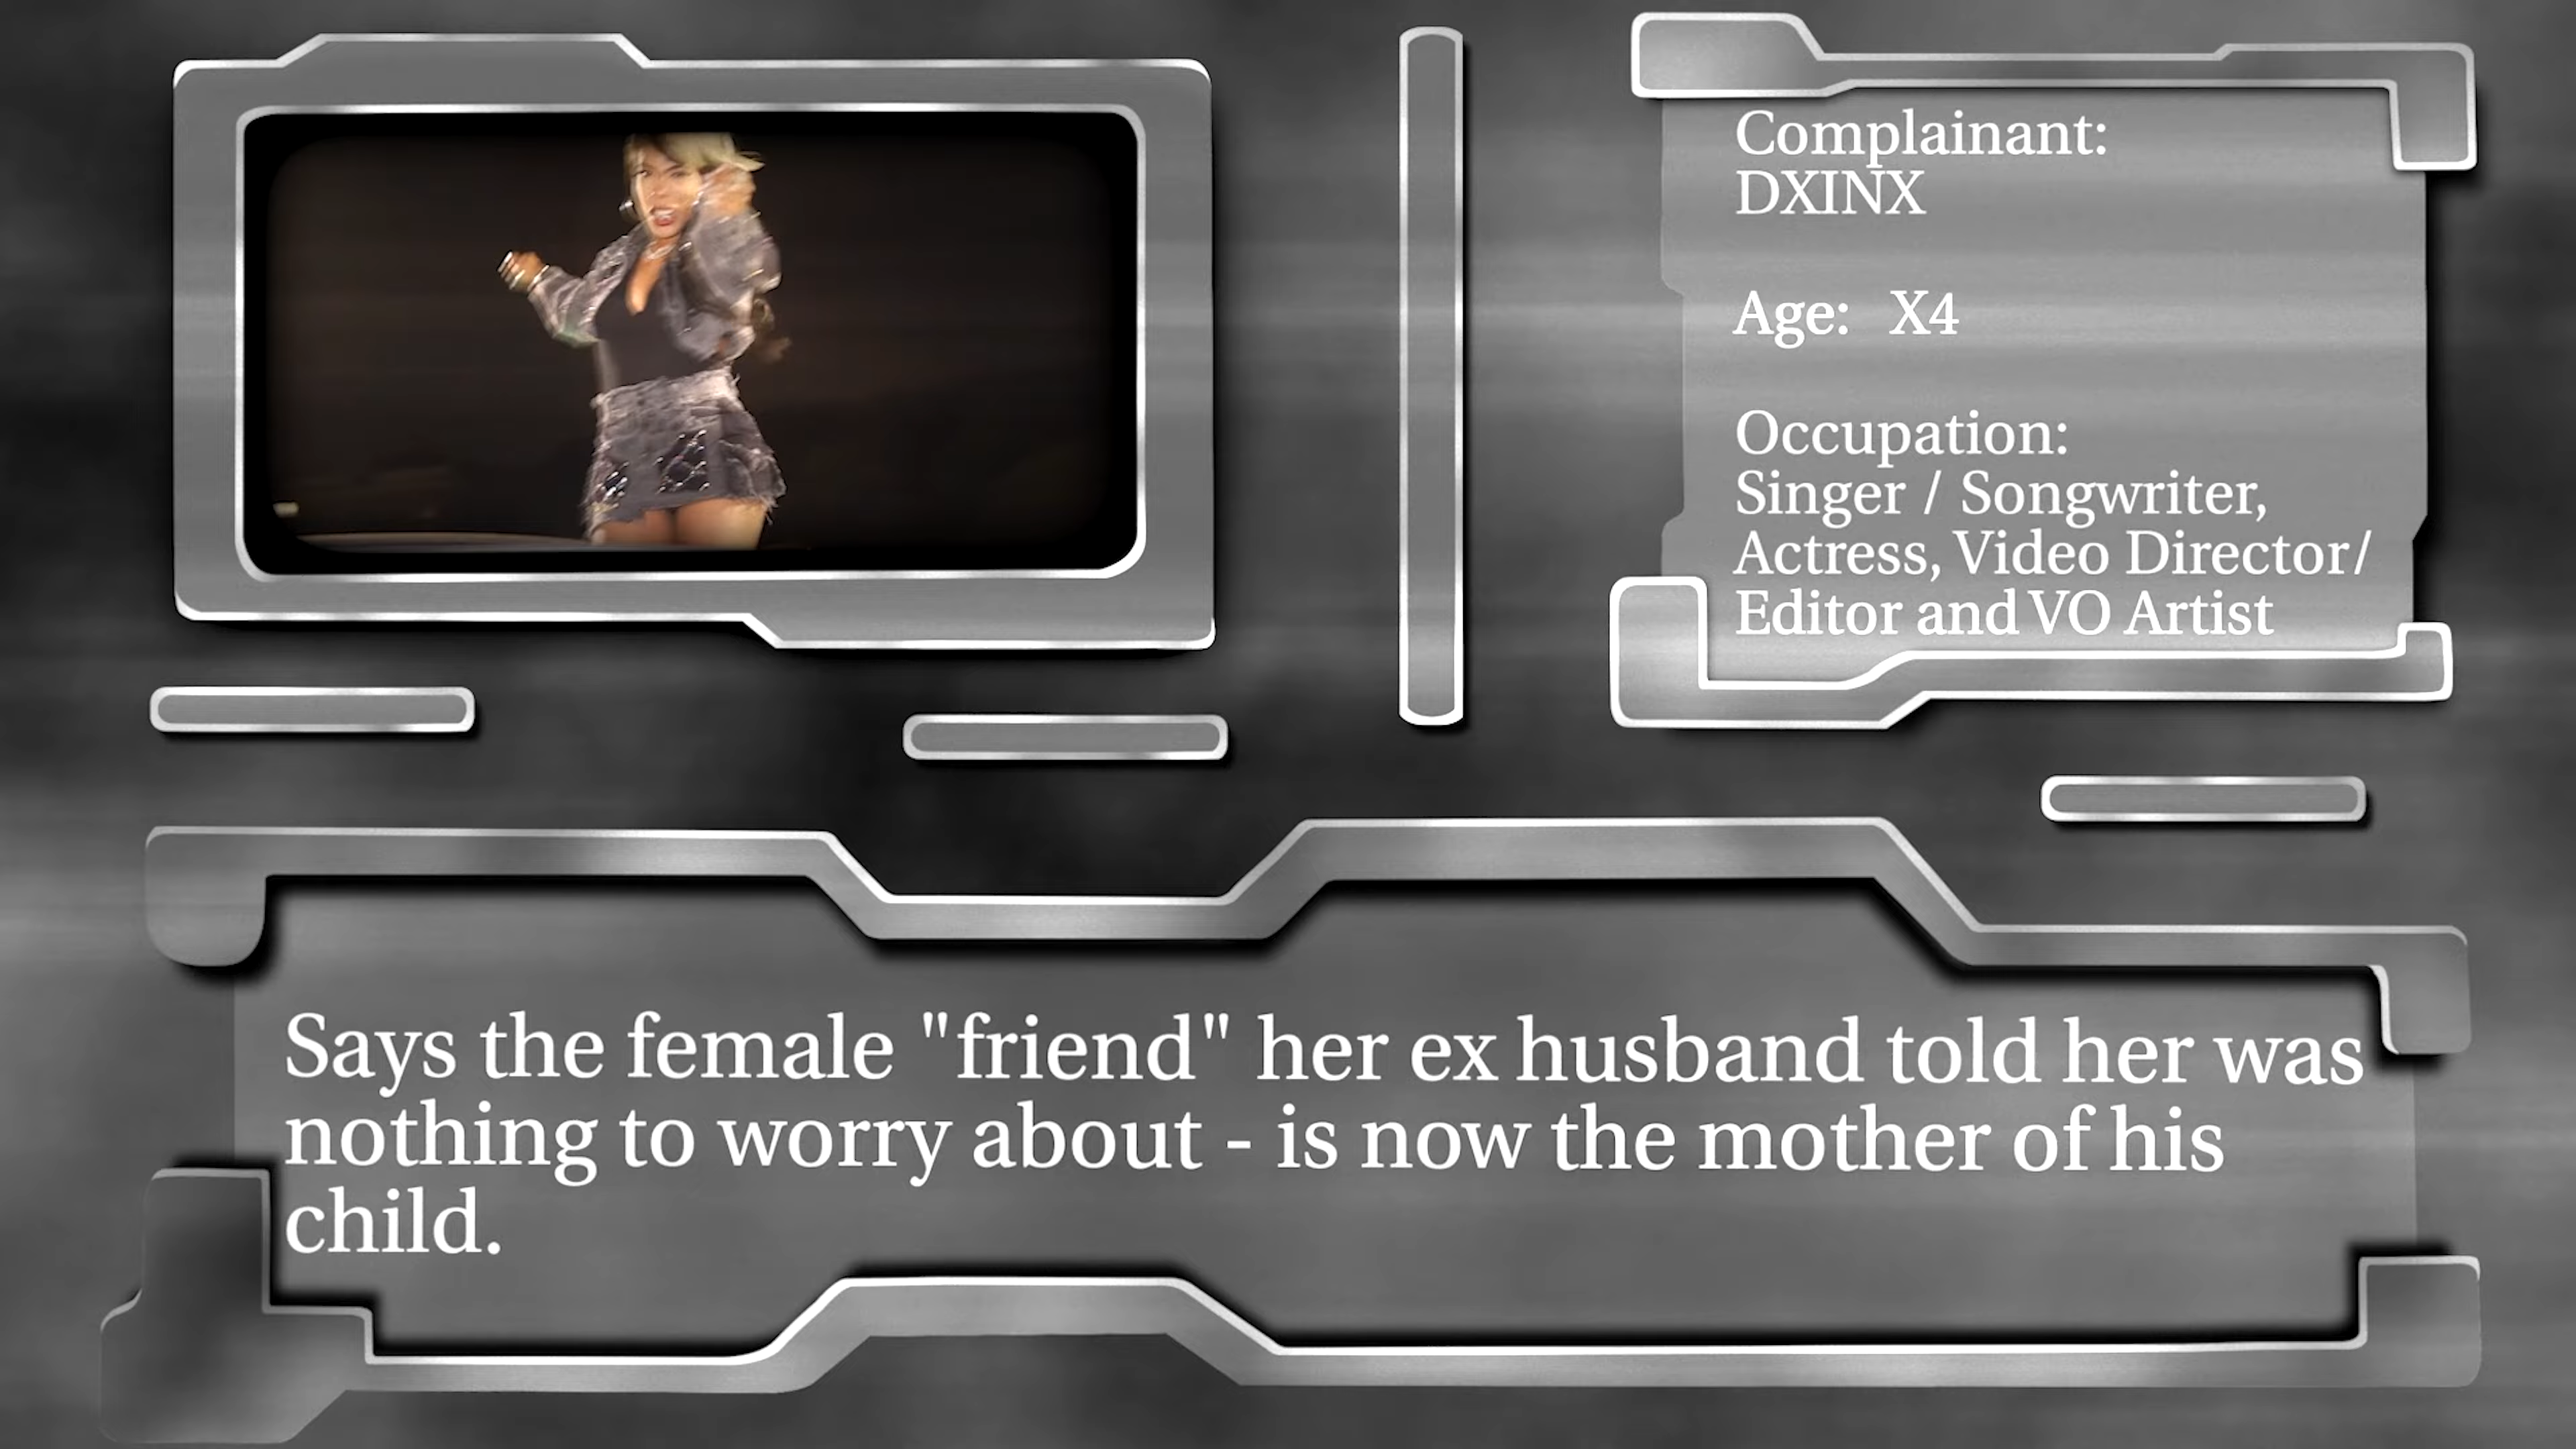 Complainant:
DXINX
Age: X4
Occupation:
Singer / Songwriter,
Actress, Video Director/
Editor and VO Artist
Says the female "friend" her ex husband told her was
nothing to worry about - is now the mother of his
child.